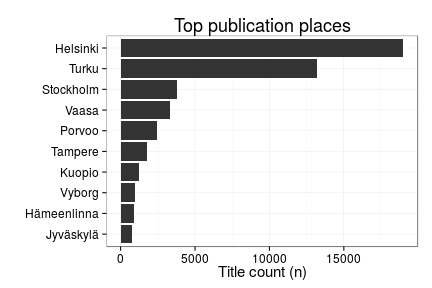 Top publication places
Helsinki
Turku
Stockholm
Vaasa
Porvoo
Tampere
Kuopio
Vyborg
Hämeenlinna
Jyväskylä
0 5000 10000 15000
Title count (n)